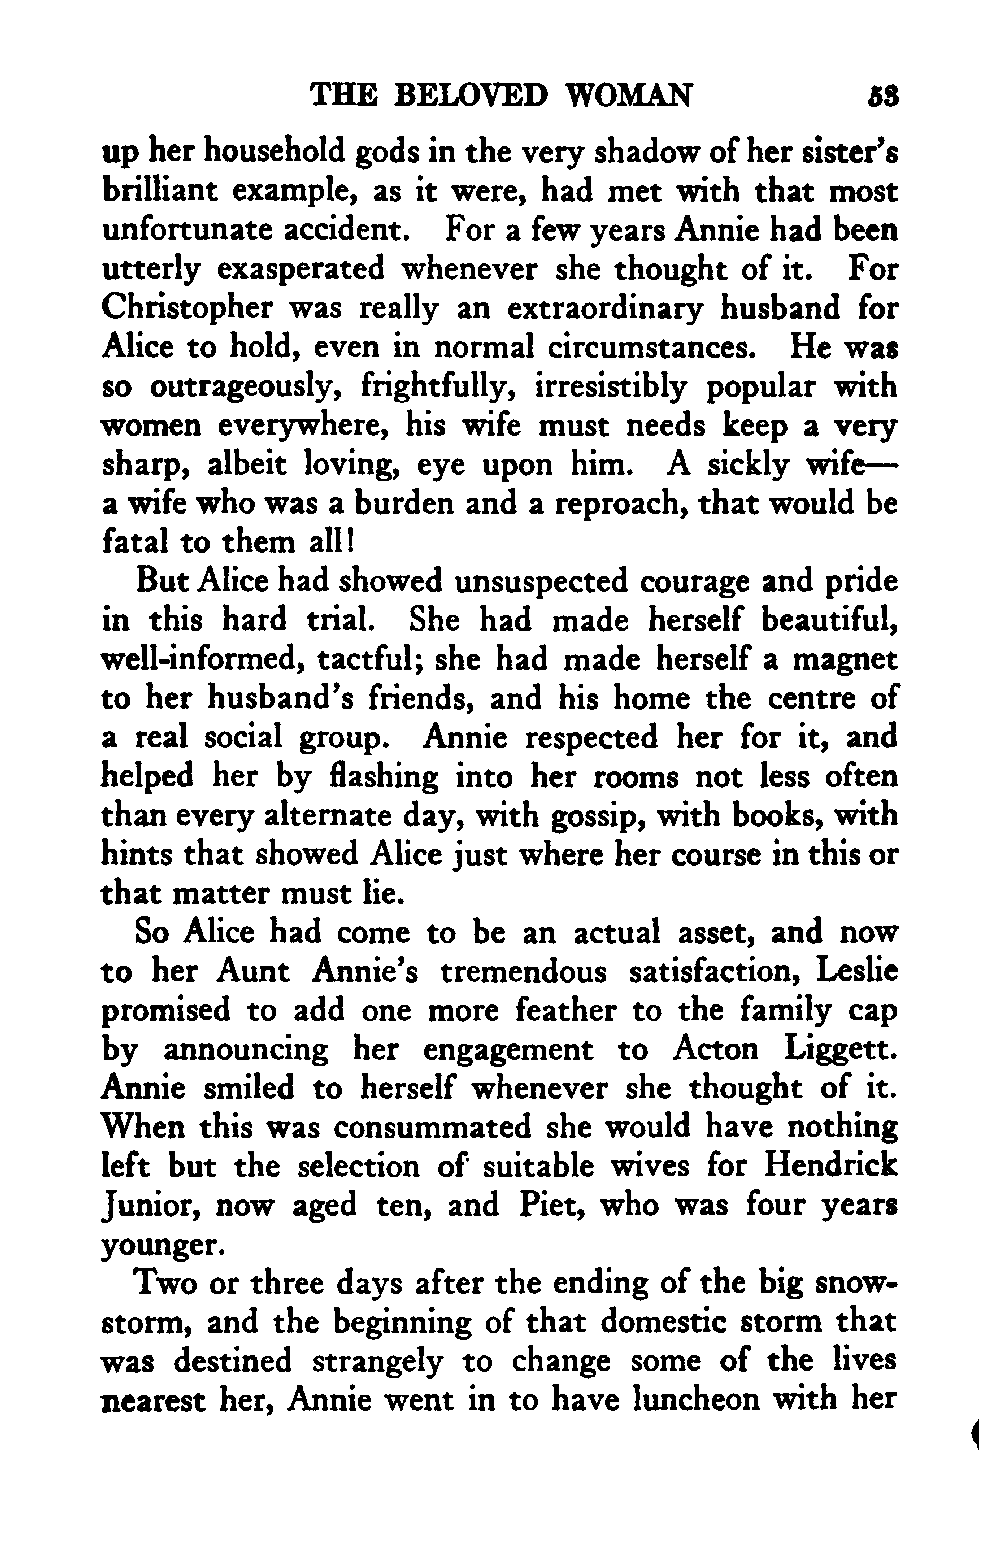 THE BELOVED WOMAN 53
up her household gods in the very shadow of her sister's
brilliant example, as it were, had met with that most
unfortunate accident. For a few years Annie had been
utterly exasperated whenever she thought of it. For
Christopher was really an extraordinary husband for
Alice to hold, even in normal circumstances. He was
so outrageously, frightfully, irresistibly popular with
women everywhere, his wife must needs keep a very
sharp, albeit loving, eye upon him. A sickly wife—
a wife who was a burden and a reproach, that would be
fatal to them all!
But Alice had showed unsuspected courage and pride
in this hard trial. She had made herself beautiful,
well-informed, tactful; she had made herself a magnet
to her husband's friends, and his home the centre of
a real social group. Annie respected her for it, and
helped her by flashing into her rooms not less often
than every alternate day, with gossip, with books, with
hints that showed Alice just where her course in this or
that matter must lie.
So Alice had come to be an actual asset, and now
to her Aunt Annie's tremendous satisfaction, Leslie
promised to add one more feather to the family cap
by announcing her engagement to Acton Liggett.
Annie smiled to herself whenever she thought of it.
When this was consummated she would have nothing
left but the selection of suitable wives for Hendrick
Junior, now aged ten, and Piet, who was four years
younger.
Two or three days after the ending of the big snow-
storm, and the beginning of that domestic storm that
was destined strangely to change some of the lives
nearest her, Annie went in to have luncheon with her